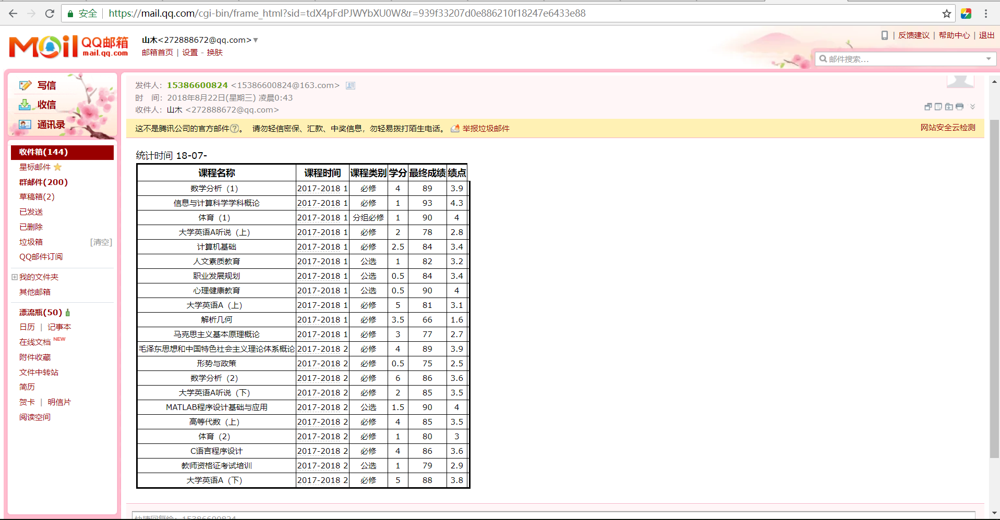 安全 | https://mail.qq.com/cgi-bin/frame_html?sid=tdX4pFdPJWYbXU0W&r=939f33207d0e886210f18247e6433e88
Mail QQ邮箱
mail.qq.com
山木<272888672@qq.com>
邮箱首页 | 设置 - 换肤
| 反馈建议 | 帮助中心 | 退出
邮件搜索...
写信
收信
通讯录
收件箱(144)
星标邮件
群邮件(200)
草稿箱(2)
已发送
已删除
垃圾箱 [清空]
QQ邮件订阅
我的文件夹
其他邮箱
漂流瓶(50)
日历 | 记事本
在线文档 NEW
附件收藏
文件中转站
简历
贺卡 | 明信片
阅读空间
发件人: 15386600824 <15386600824@163.com>
时 间: 2018年8月22日(星期三) 凌晨0:43
收件人: 山木 <272888672@qq.com>
这不是腾讯公司的官方邮件?。 请勿轻信密保、汇款、中奖信息，勿轻易拨打陌生电话。 举报垃圾邮件 网站安全云检测
统计时间 18-07-
课程名称 课程时间 课程类别 学分 最终成绩 绩点
数学分析（1） 2017-2018 1 必修 4 89 3.9
信息与计算科学学科概论 2017-2018 1 必修 1 93 4.3
体育（1） 2017-2018 1 分组必修 1 90 4
大学英语A听说（上） 2017-2018 1 必修 2 78 2.8
计算机基础 2017-2018 1 必修 2.5 84 3.4
人文素质教育 2017-2018 1 公选 1 82 3.2
职业发展规划 2017-2018 1 公选 0.5 84 3.4
心理健康教育 2017-2018 1 公选 0.5 90 4
大学英语A（上） 2017-2018 1 必修 5 81 3.1
解析几何 2017-2018 1 必修 3.5 66 1.6
马克思主义基本原理概论 2017-2018 1 必修 3 77 2.7
毛泽东思想和中国特色社会主义理论体系概论 2017-2018 2 必修 4 89 3.9
形势与政策 2017-2018 2 必修 0.5 75 2.5
数学分析（2） 2017-2018 2 必修 6 86 3.6
大学英语A听说（下） 2017-2018 2 必修 2 85 3.5
MATLAB程序设计基础与应用 2017-2018 2 公选 1.5 90 4
高等代数（上） 2017-2018 2 必修 4 85 3.5
体育（2） 2017-2018 2 必修 1 80 3
C语言程序设计 2017-2018 2 必修 4 86 3.6
教师资格证考试培训 2017-2018 2 公选 1 79 2.9
大学英语A（下） 2017-2018 2 必修 5 88 3.8
快捷回复给: 15386600824